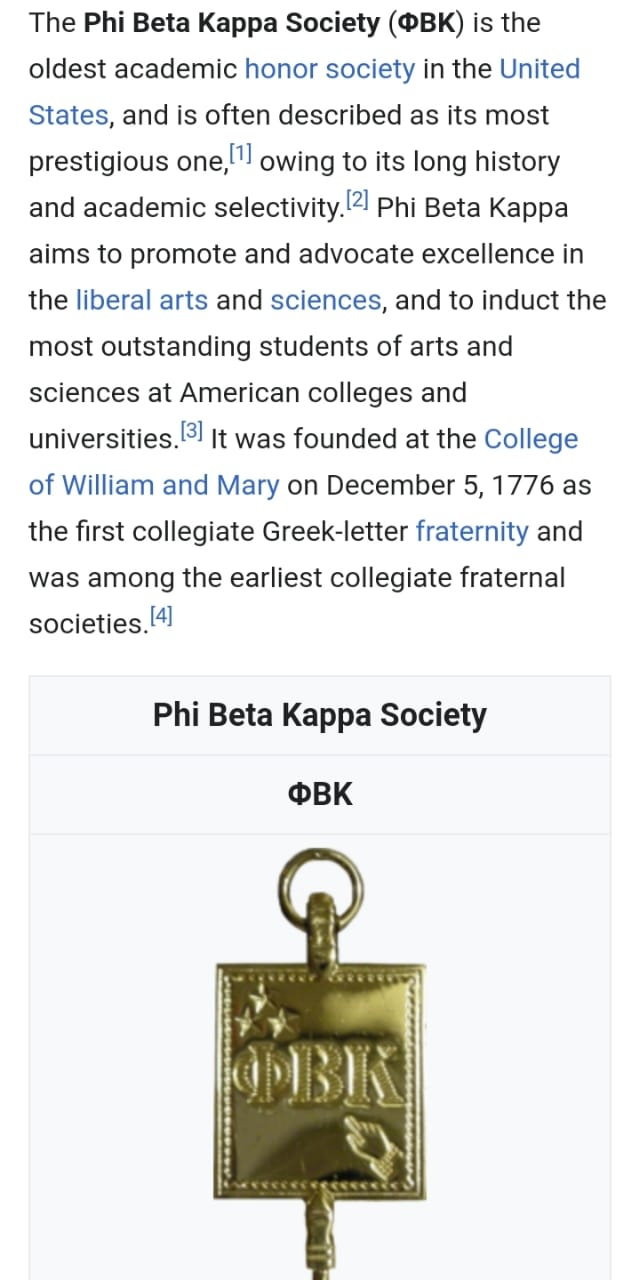 The Phi Beta Kappa Society (ΦΒΚ) is the
oldest academic honor society in the United
States, and is often described as its most
prestigious one,[1] owing to its long history
and academic selectivity.[2] Phi Beta Kappa
aims to promote and advocate excellence in
the liberal arts and sciences, and to induct the
most outstanding students of arts and
sciences at American colleges and
universities.[3] It was founded at the College
of William and Mary on December 5, 1776 as
the first collegiate Greek-letter fraternity and
was among the earliest collegiate fraternal
societies.[4]
Phi Beta Kappa Society
ΦΒΚ
ΦΒΚ